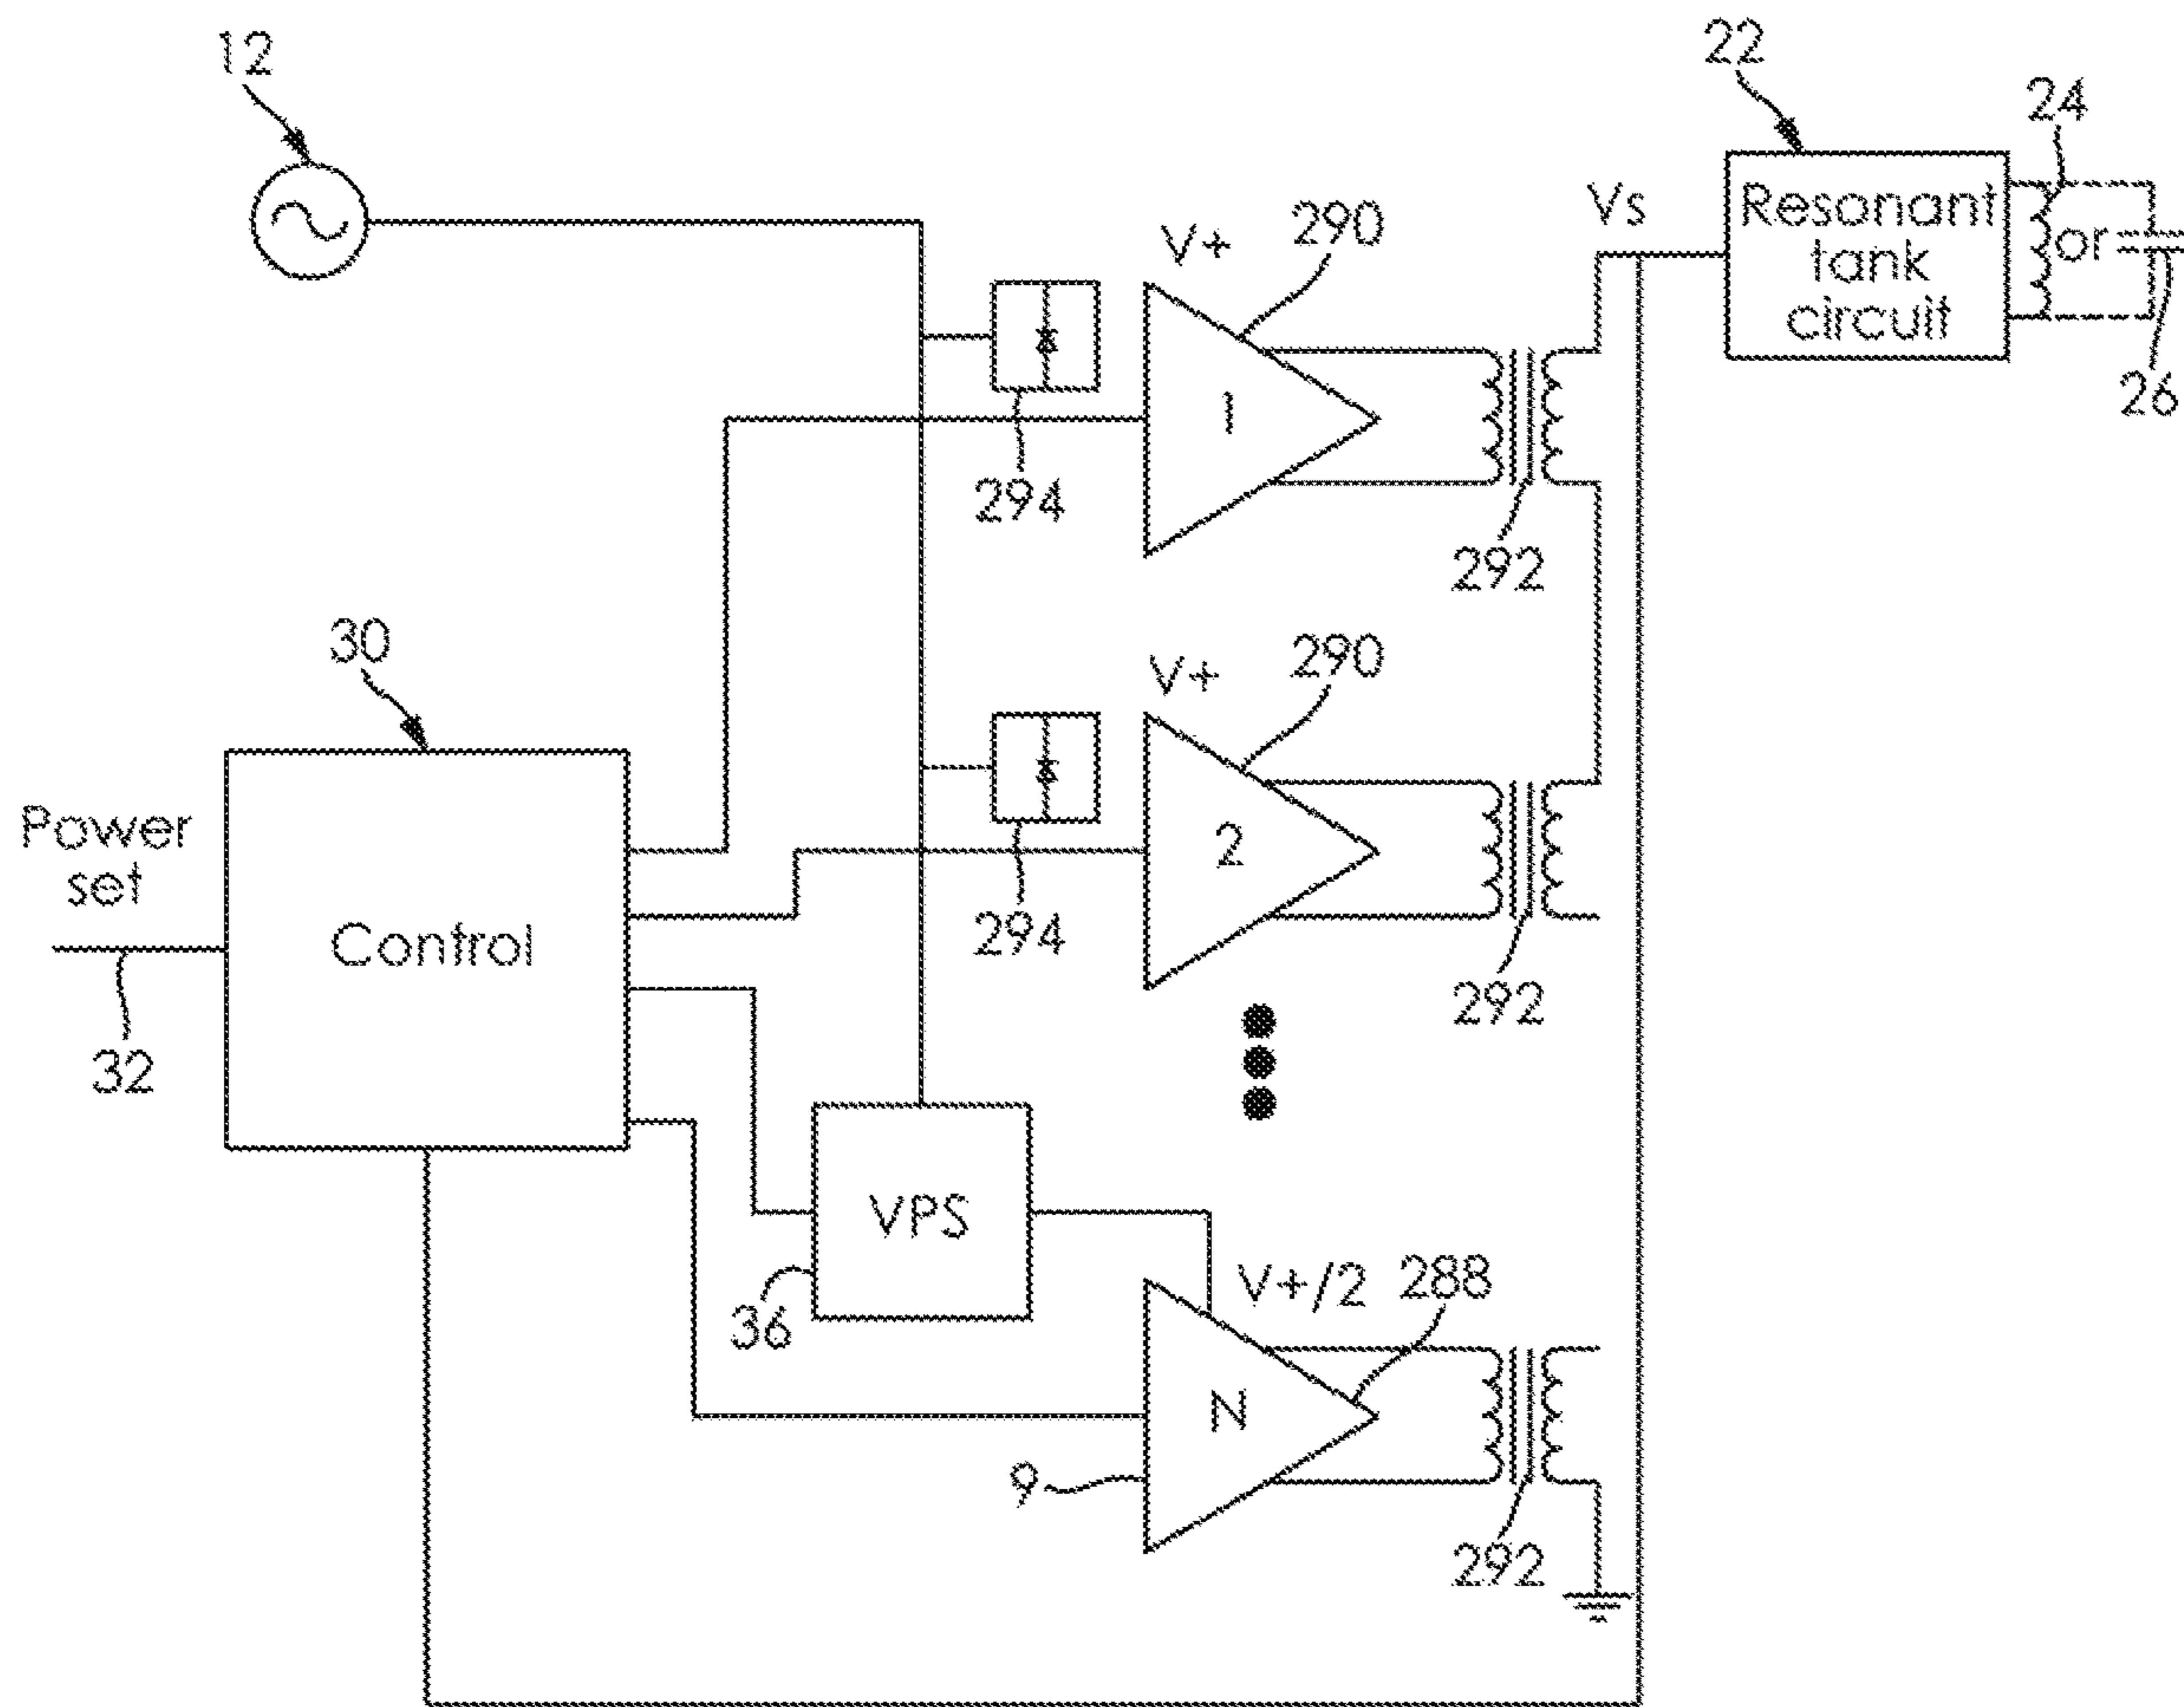 12
22
24
Vs
Resonant
tank
circuit
or
26
V+
290
1
294
292
30
V+
290
2
294
292
Power
set
Control
32
VPS
36
V+/2
288
N
9
292